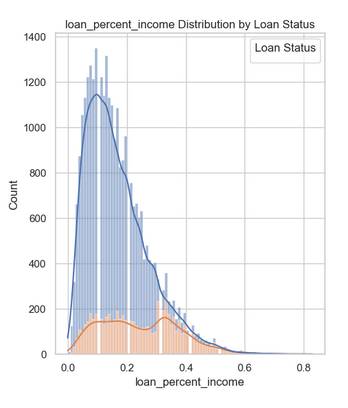 loan_percent_income Distribution by Loan Status
Loan Status
1400
1200
1000
800
600
400
200
0
Count
0.0 0.2 0.4 0.6 0.8
loan_percent_income